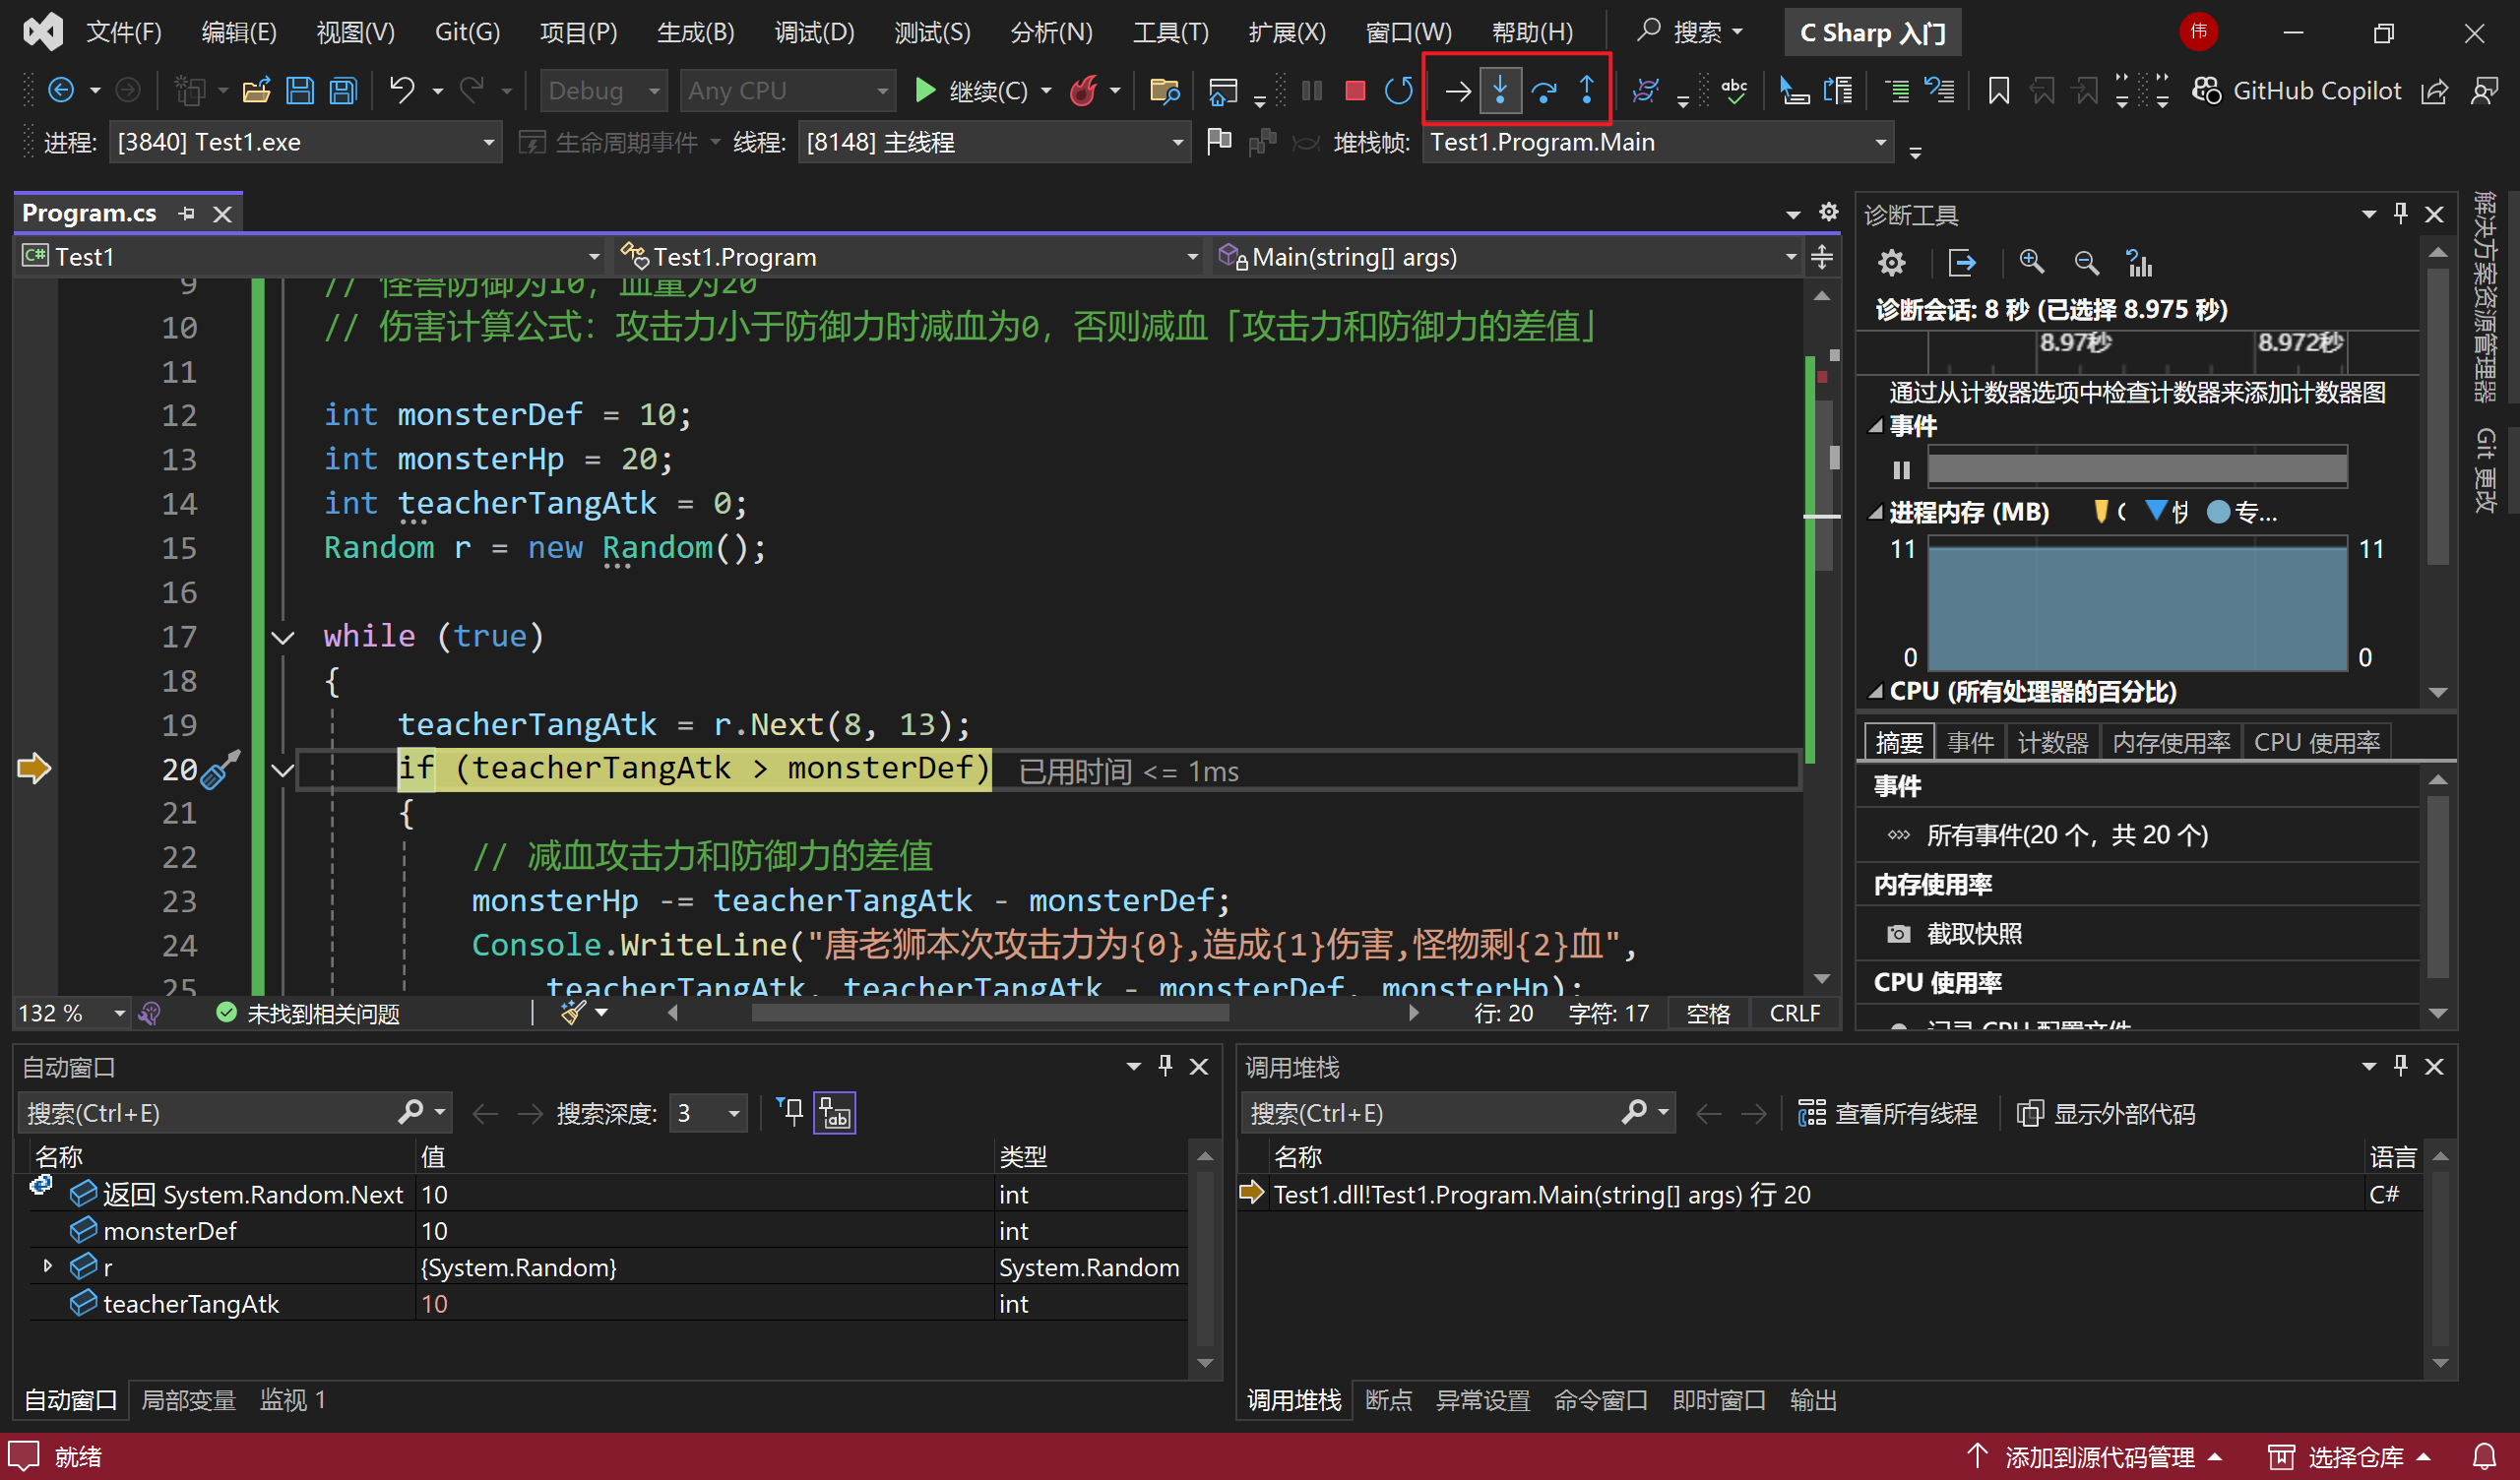 文件(F) 编辑(E) 视图(V) Git(G) 项目(P) 生成(B) 调试(D) 测试(S) 分析(N) 工具(T) 扩展(X) 窗口(W) 帮助(H) 搜索 C Sharp 入门 伟
Debug Any CPU 继续(C) abc GitHub Copilot
进程: [3840] Test1.exe 生命周期事件 线程: [8148] 主线程 堆栈帧: Test1.Program.Main
Program.cs
C# Test1 Test1.Program Main(string[] args)
9 // 怪兽防御为10, 血量为20
10 // 伤害计算公式: 攻击力小于防御力时减血为0, 否则减血「攻击力和防御力的差值」
11
12 int monsterDef = 10;
13 int monsterHp = 20;
14 int teacherTangAtk = 0;
15 Random r = new Random();
16
17 while (true)
18 {
19 teacherTangAtk = r.Next(8, 13);
20 if (teacherTangAtk > monsterDef) 已用时间 <= 1ms
21 {
22 // 减血攻击力和防御力的差值
23 monsterHp -= teacherTangAtk - monsterDef;
24 Console.WriteLine("唐老狮本次攻击力为{0},造成{1}伤害,怪物剩{2}血",
25 teacherTangAtk, teacherTangAtk - monsterDef, monsterHp);
132 % 未找到相关问题 行: 20 字符: 17 空格 CRLF
诊断工具
诊断会话: 8 秒 (已选择 8.975 秒)
8.97秒 8.972秒
通过从计数器选项中检查计数器来添加计数器图
事件
进程内存 (MB) 快 专...
11 11
0 0
CPU (所有处理器的百分比)
摘要 事件 计数器 内存使用率 CPU 使用率
事件
所有事件(20 个，共 20 个)
内存使用率
截取快照
CPU 使用率
记录 CPU 配置文件
解决方案资源管理器
Git 更改
自动窗口
搜索(Ctrl+E) 搜索深度: 3
名称 值 类型
返回 System.Random.Next 10 int
monsterDef 10 int
r {System.Random} System.Random
teacherTangAtk 10 int
自动窗口 局部变量 监视 1
调用堆栈
搜索(Ctrl+E) 查看所有线程 显示外部代码
名称 语言
Test1.dll!Test1.Program.Main(string[] args) 行 20 C#
调用堆栈 断点 异常设置 命令窗口 即时窗口 输出
就绪 添加到源代码管理 选择仓库